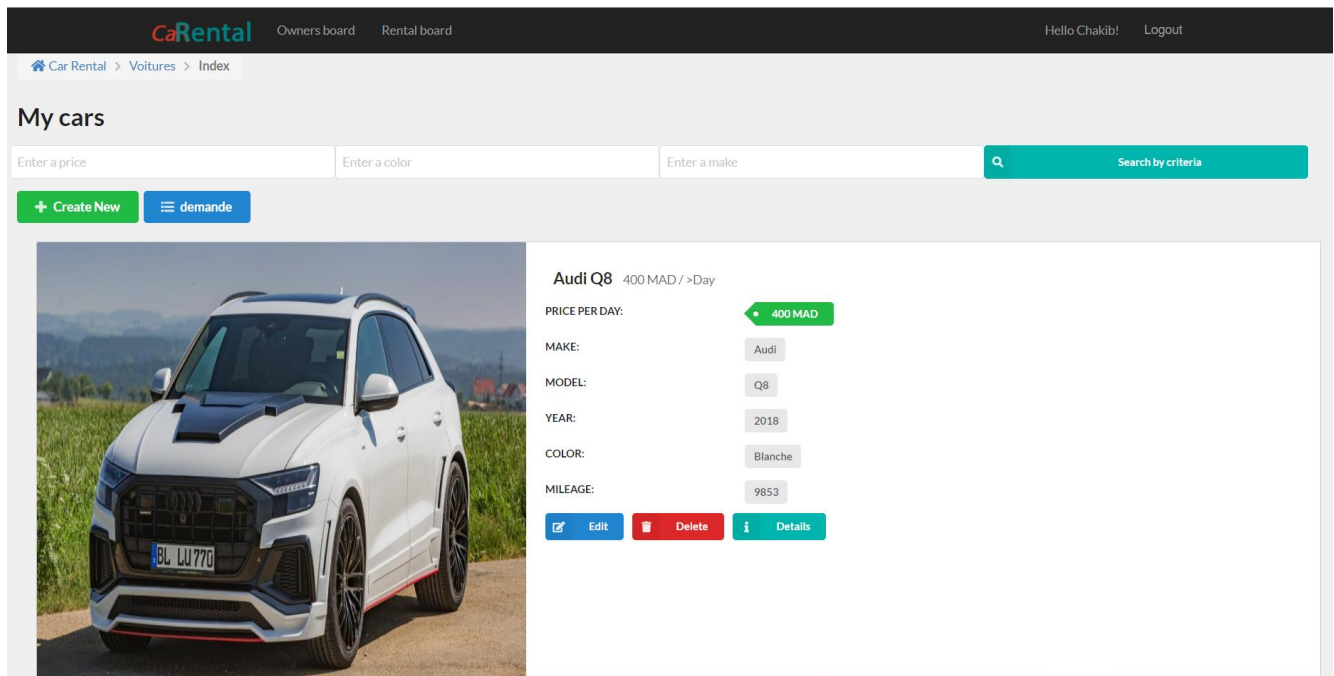 CaRental Owners board Rental board Hello Chakib! Logout
Car Rental > Voitures > Index
My cars
Enter a price Enter a color Enter a make Search by criteria
Create New demande
Audi Q8 400 MAD / >Day
PRICE PER DAY: 400 MAD
MAKE: Audi
MODEL: Q8
YEAR: 2018
COLOR: Blanche
MILEAGE: 9853
Edit Delete Details
BL LU770